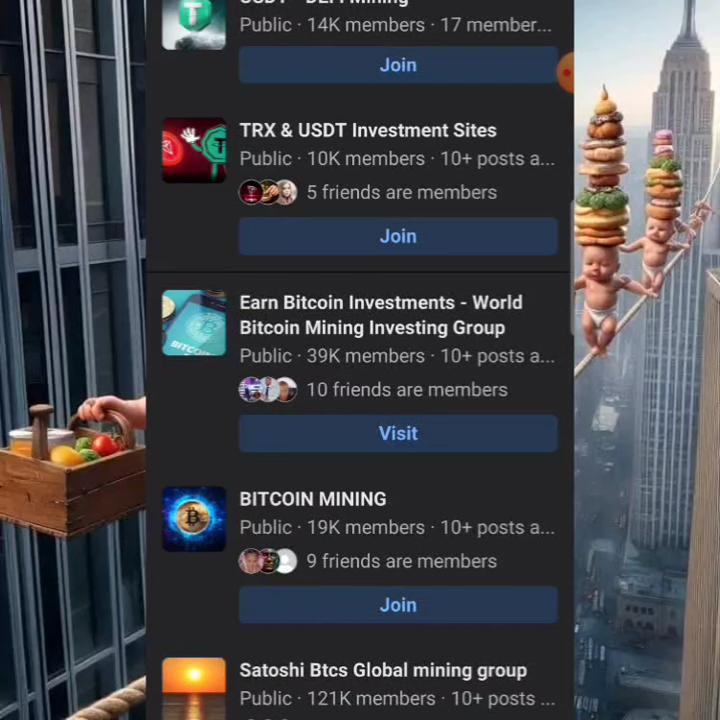 USDT - DEFI Mining
Public · 14K members · 17 member...
Join
TRX & USDT Investment Sites
Public · 10K members · 10+ posts a...
5 friends are members
Join
Earn Bitcoin Investments - World
Bitcoin Mining Investing Group
Public · 39K members · 10+ posts a...
10 friends are members
Visit
BITCOIN MINING
Public · 19K members · 10+ posts a...
9 friends are members
Join
Satoshi Btcs Global mining group
Public · 121K members · 10+ posts ...